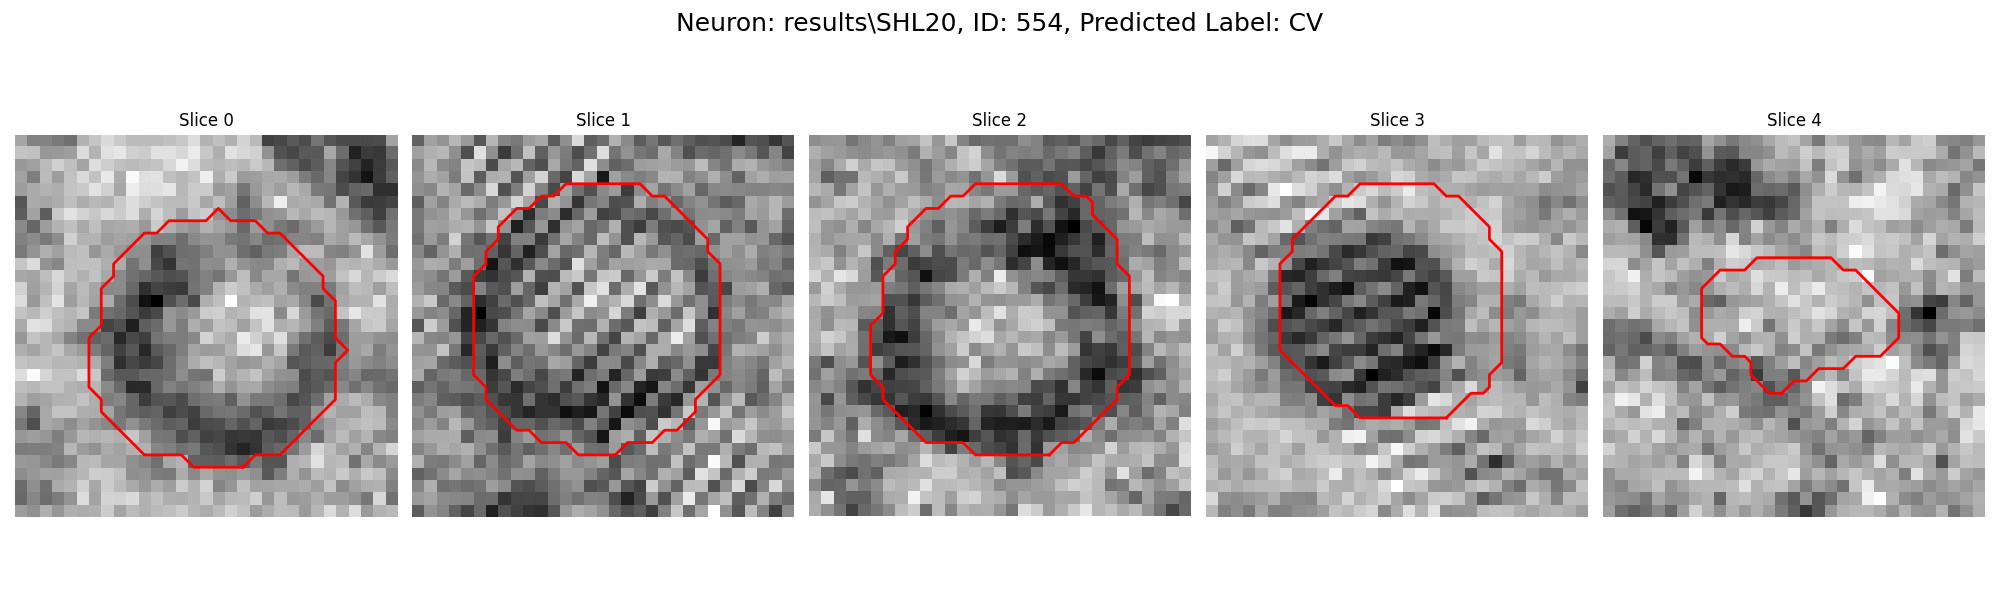 Neuron: results\SHL20, ID: 554, Predicted Label: CV
Slice 0
Slice 1
Slice 2
Slice 3
Slice 4